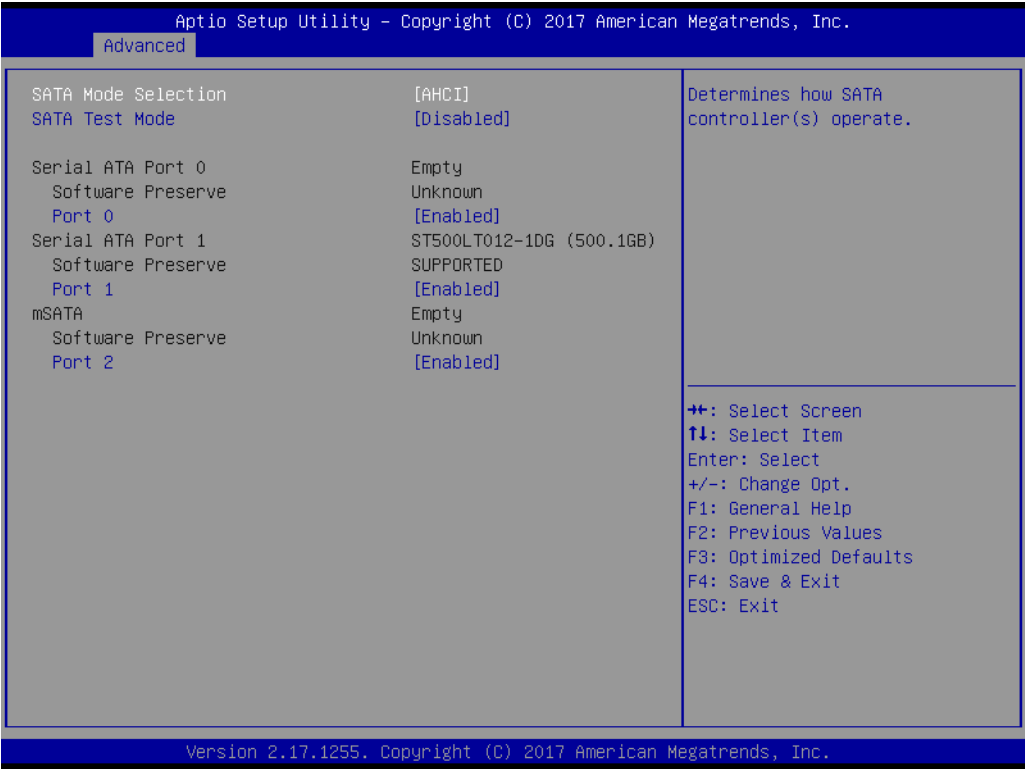 Aptio Setup Utility – Copyright (C) 2017 American Megatrends, Inc.
Advanced
SATA Mode Selection [AHCI]
SATA Test Mode [Disabled]
Serial ATA Port 0 Empty
Software Preserve Unknown
Port 0 [Enabled]
Serial ATA Port 1 ST500LT012-1DG (500.1GB)
Software Preserve SUPPORTED
Port 1 [Enabled]
mSATA Empty
Software Preserve Unknown
Port 2 [Enabled]
Determines how SATA
controller(s) operate.
→←: Select Screen
↑↓: Select Item
Enter: Select
+/-: Change Opt.
F1: General Help
F2: Previous Values
F3: Optimized Defaults
F4: Save & Exit
ESC: Exit
Version 2.17.1255. Copyright (C) 2017 American Megatrends, Inc.